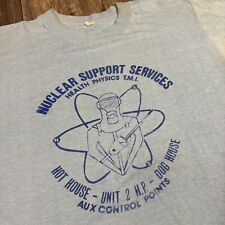 NUCLEAR SUPPORT SERVICES
HEALTH PHYSICS T.M.I.
HOT HOUSE - UNIT 2 H.P. - DOG HOUSE
AUX CONTROL POINTS